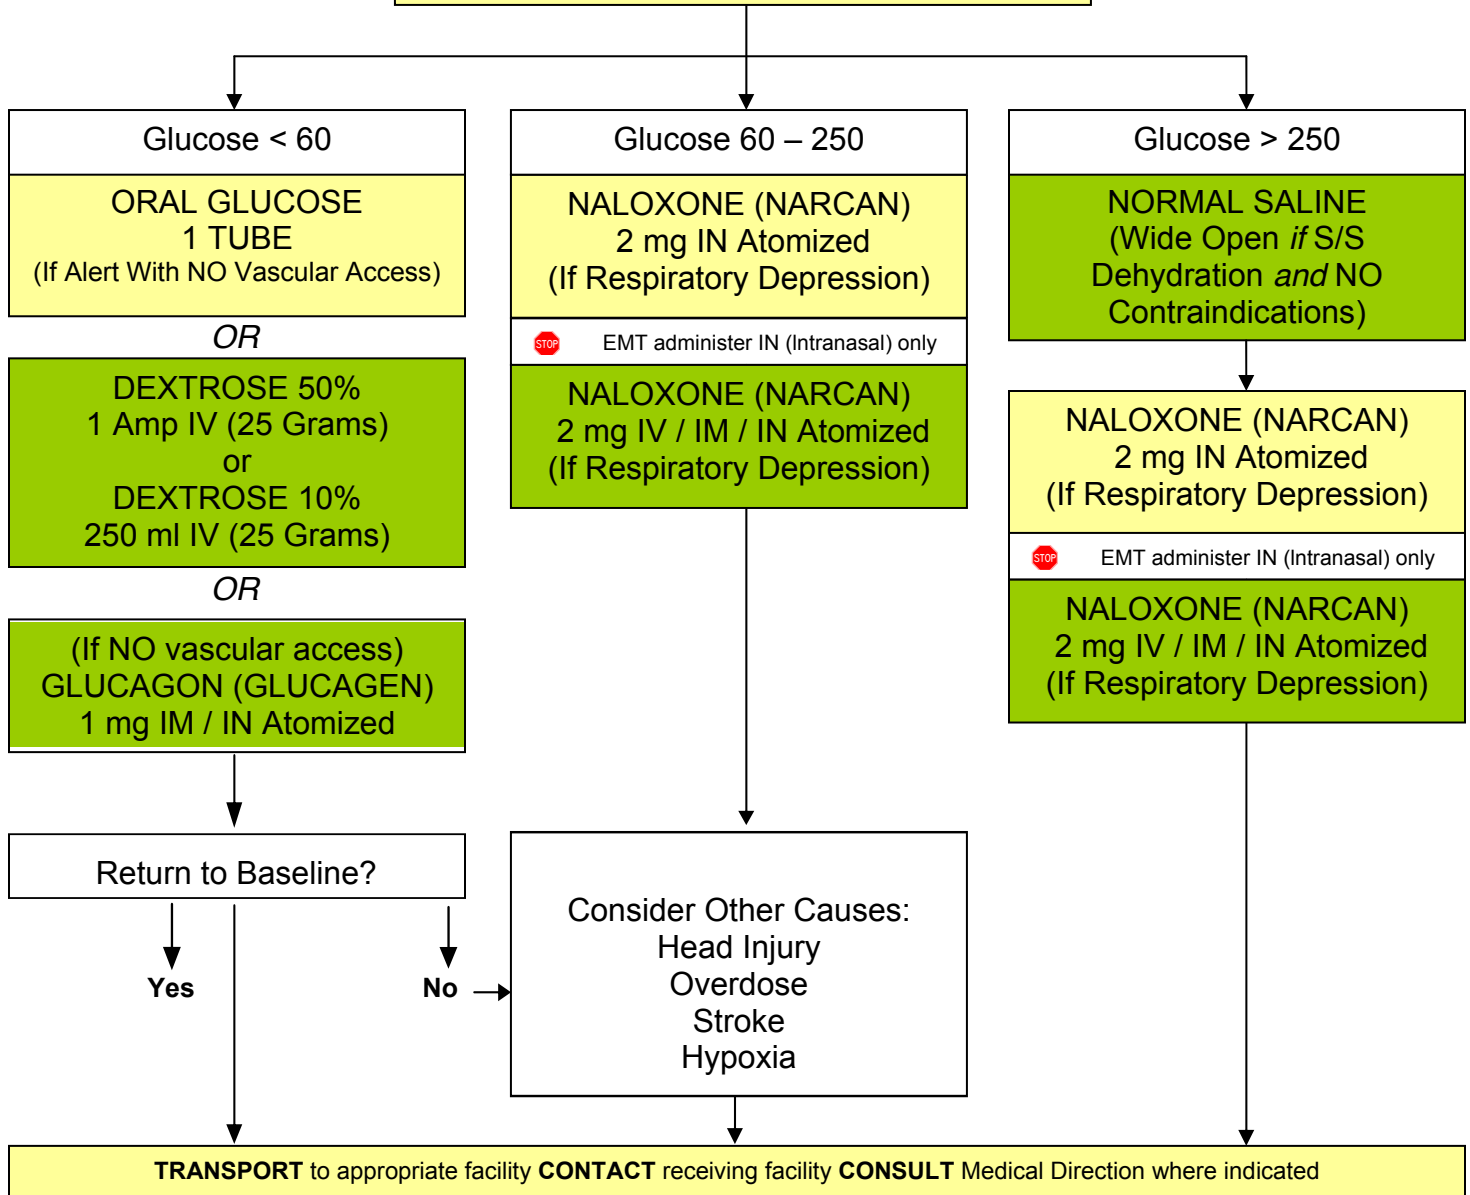 Glucose < 60
ORAL GLUCOSE
1 TUBE
(If Alert With NO Vascular Access)
OR
DEXTROSE 50%
1 Amp IV (25 Grams)
or
DEXTROSE 10%
250 ml IV (25 Grams)
OR
(If NO vascular access)
GLUCAGON (GLUCAGEN)
1 mg IM / IN Atomized
Return to Baseline?
Yes
No
Glucose 60 – 250
NALOXONE (NARCAN)
2 mg IN Atomized
(If Respiratory Depression)
STOP EMT administer IN (Intranasal) only
NALOXONE (NARCAN)
2 mg IV / IM / IN Atomized
(If Respiratory Depression)
Consider Other Causes:
Head Injury
Overdose
Stroke
Hypoxia
Glucose > 250
NORMAL SALINE
(Wide Open if S/S
Dehydration and NO
Contraindications)
NALOXONE (NARCAN)
2 mg IN Atomized
(If Respiratory Depression)
STOP EMT administer IN (Intranasal) only
NALOXONE (NARCAN)
2 mg IV / IM / IN Atomized
(If Respiratory Depression)
TRANSPORT to appropriate facility CONTACT receiving facility CONSULT Medical Direction where indicated